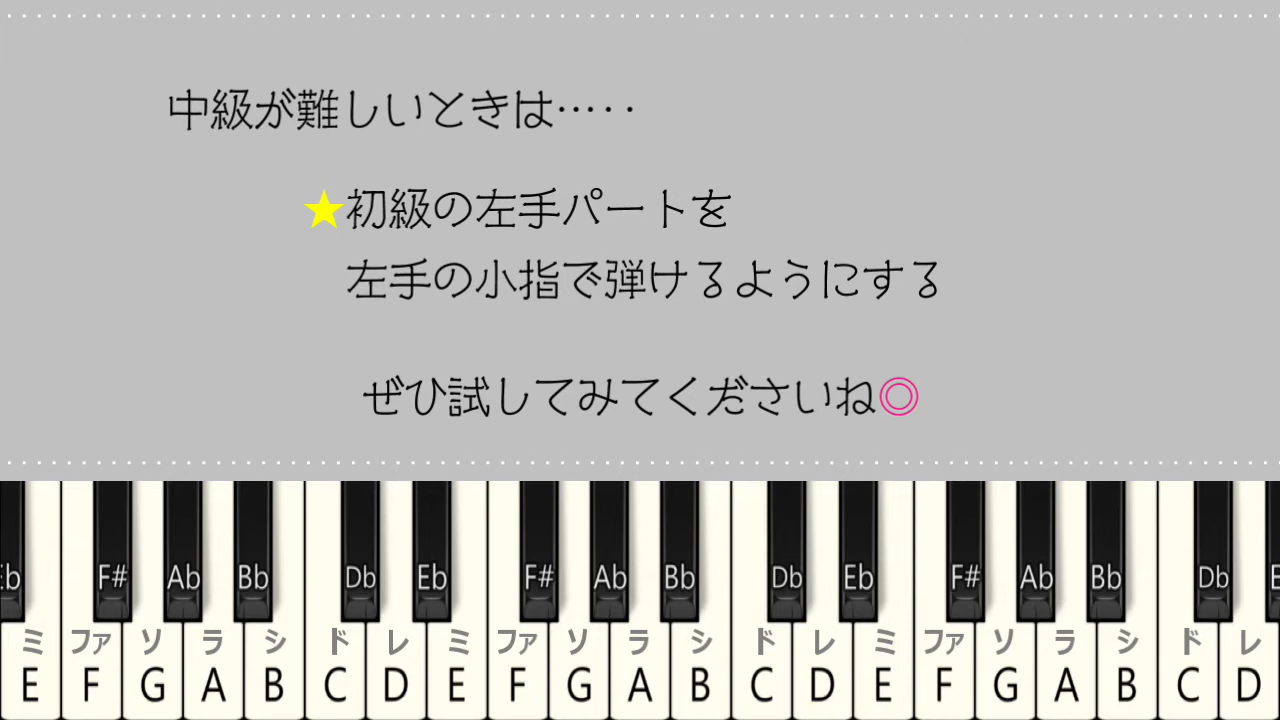 中級が難しいときは‥‥‥
★初級の左手パートを
左手の小指で弾けるようにする
ぜひ試してみてくださいね◎
Eb F# Ab Bb Db Eb F# Ab Bb Db Eb F# Ab Bb Db E
ミ ファ ソ ラ シ ド レ ミ ファ ソ ラ シ ド レ ミ ファ ソ ラ シ ド レ
E F G A B C D E F G A B C D E F G A B C D